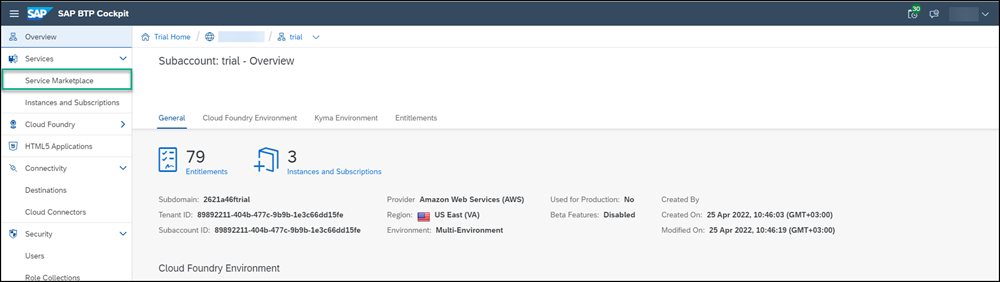 SAP SAP BTP Cockpit 30
Overview
Services
Service Marketplace
Instances and Subscriptions
Cloud Foundry
HTML5 Applications
Connectivity
Destinations
Cloud Connectors
Security
Users
Role Collections
Trial Home / / trial
Subaccount: trial - Overview
General Cloud Foundry Environment Kyma Environment Entitlements
79 Entitlements
3 Instances and Subscriptions
Subdomain: 2621a46ftrial
Tenant ID: 89892211-404b-477c-9b9b-1e3c66dd15fe
Subaccount ID: 89892211-404b-477c-9b9b-1e3c66dd15fe
Provider Amazon Web Services (AWS)
Region: US East (VA)
Environment: Multi-Environment
Used for Production: No
Beta Features: Disabled
Created By
Created On: 25 Apr 2022, 10:46:03 (GMT+03:00)
Modified On: 25 Apr 2022, 10:46:19 (GMT+03:00)
Cloud Foundry Environment